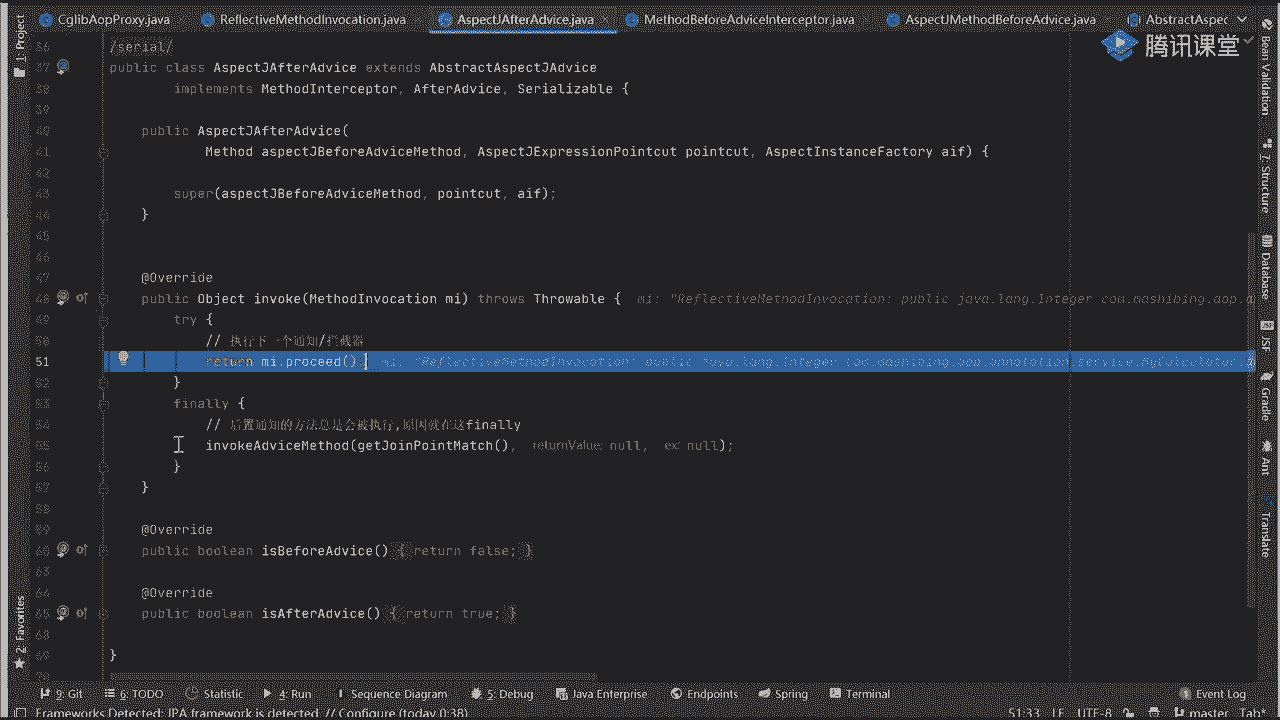 CglibAopProxy.java ReflectiveMethodInvocation.java AspectJAfterAdvice.java MethodBeforeAdviceInterceptor.java AspectJMethodBeforeAdvice.java AbstractAspec
腾讯课堂
/serial/
37 public class AspectJAfterAdvice extends AbstractAspectJAdvice
38 implements MethodInterceptor, AfterAdvice, Serializable {
39
40 public AspectJAfterAdvice(
41 Method aspectJBeforeAdviceMethod, AspectJExpressionPointcut pointcut, AspectInstanceFactory aif) {
42
43 super(aspectJBeforeAdviceMethod, pointcut, aif);
44 }
45
46
47 @Override
48 public Object invoke(MethodInvocation mi) throws Throwable { mi: "ReflectiveMethodInvocation: public java.lang.Integer com.mashibing.aop.
49 try {
50 // 执行下一个通知/拦截器
51 return mi.proceed(); mi: "ReflectiveMethodInvocation: public java.lang.Integer com.mashibing.aop.annotation.service.MyCalculator
52 }
53 finally {
54 // 后置通知的方法总是会被执行,原因就在这finally
55 invokeAdviceMethod(getJoinPointMatch(), returnValue: null, ex: null);
56 }
57 }
58
59 @Override
60 public boolean isBeforeAdvice() { return false; }
63
64 @Override
65 public boolean isAfterAdvice() { return true; }
68
69 }
70
1: Project
2: Favorites
Bean Validation
7: Structure
Database
JSF
Gradle
Ant
Translate
9: Git 6: TODO Statistic 4: Run Sequence Diagram 5: Debug Java Enterprise Endpoints Spring Terminal 1 Event Log
Frameworks Detected: JPA framework is detected. // Configure (today 0:38) 51:33 LF UTF-8 master Tab*